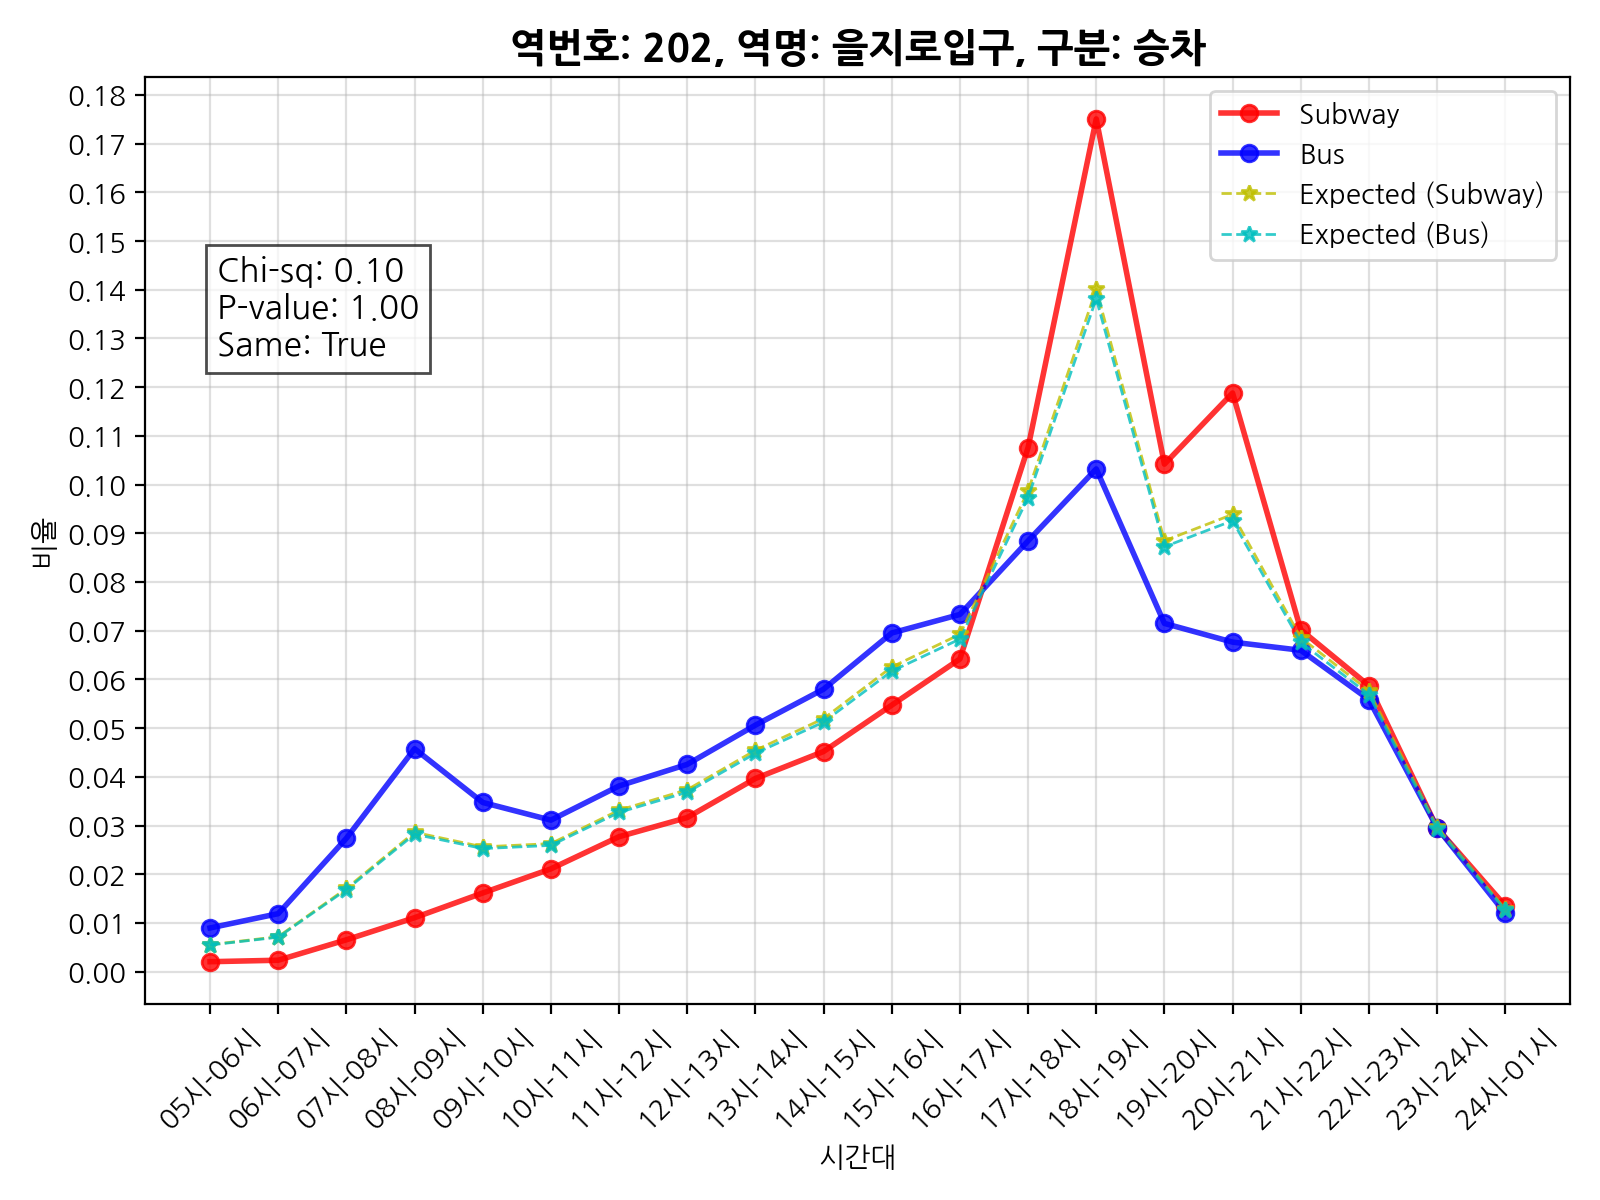 역번호: 202, 역명: 을지로입구, 구분: 승차
0.18
0.17
0.16
0.15
0.14
0.13
0.12
0.11
0.10
0.09
0.08
0.07
0.06
0.05
0.04
0.03
0.02
0.01
0.00
비율
Chi-sq: 0.10
P-value: 1.00
Same: True
Subway
Bus
Expected (Subway)
Expected (Bus)
05시-06시
06시-07시
07시-08시
08시-09시
09시-10시
10시-11시
11시-12시
12시-13시
13시-14시
14시-15시
15시-16시
16시-17시
17시-18시
18시-19시
19시-20시
20시-21시
21시-22시
22시-23시
23시-24시
24시-01시
시간대